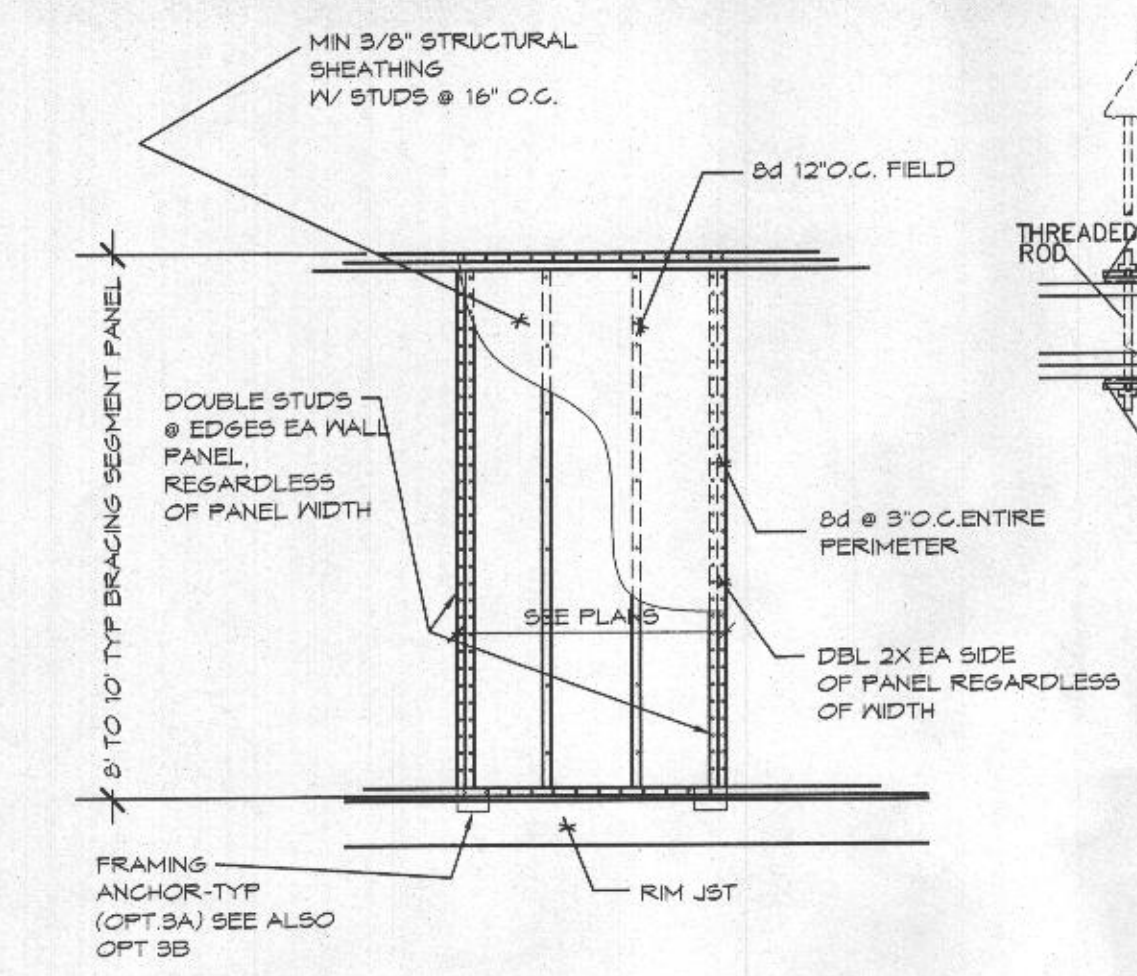 MIN 3/8" STRUCTURAL
SHEATHING
W/ STUDS @ 16" O.C.
8d 12"O.C. FIELD
THREADED
ROD
8' TO 10' TYP BRACING SEGMENT PANEL
DOUBLE STUDS
@ EDGES EA WALL
PANEL,
REGARDLESS
OF PANEL WIDTH
8d @ 3"O.C.ENTIRE
PERIMETER
SEE PLANS
DBL 2X EA SIDE
OF PANEL REGARDLESS
OF WIDTH
FRAMING
ANCHOR-TYP
(OPT.3A) SEE ALSO
OPT 3B
RIM JST